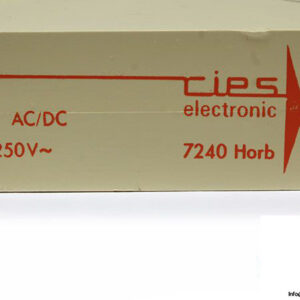 cies
electronic
AC/DC
250V~
7240 Horb